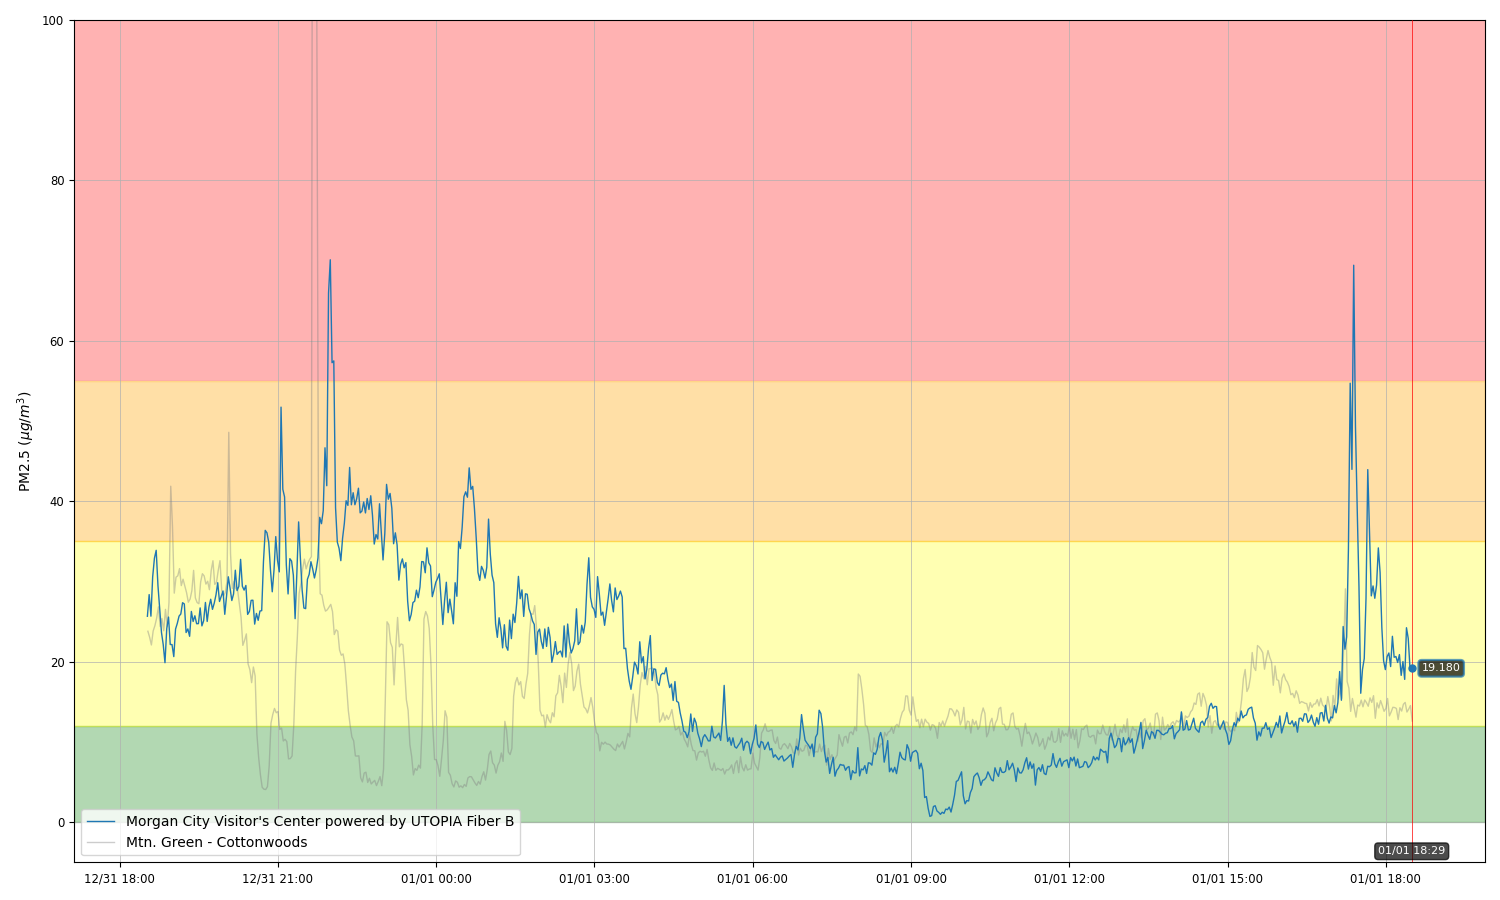 100
80
60
40
20
0
PM2.5 (μg/m³)
19.180
Morgan City Visitor's Center powered by UTOPIA Fiber B
Mtn. Green - Cottonwoods
01/01 18:29
12/31 18:00 12/31 21:00 01/01 00:00 01/01 03:00 01/01 06:00 01/01 09:00 01/01 12:00 01/01 15:00 01/01 18:00